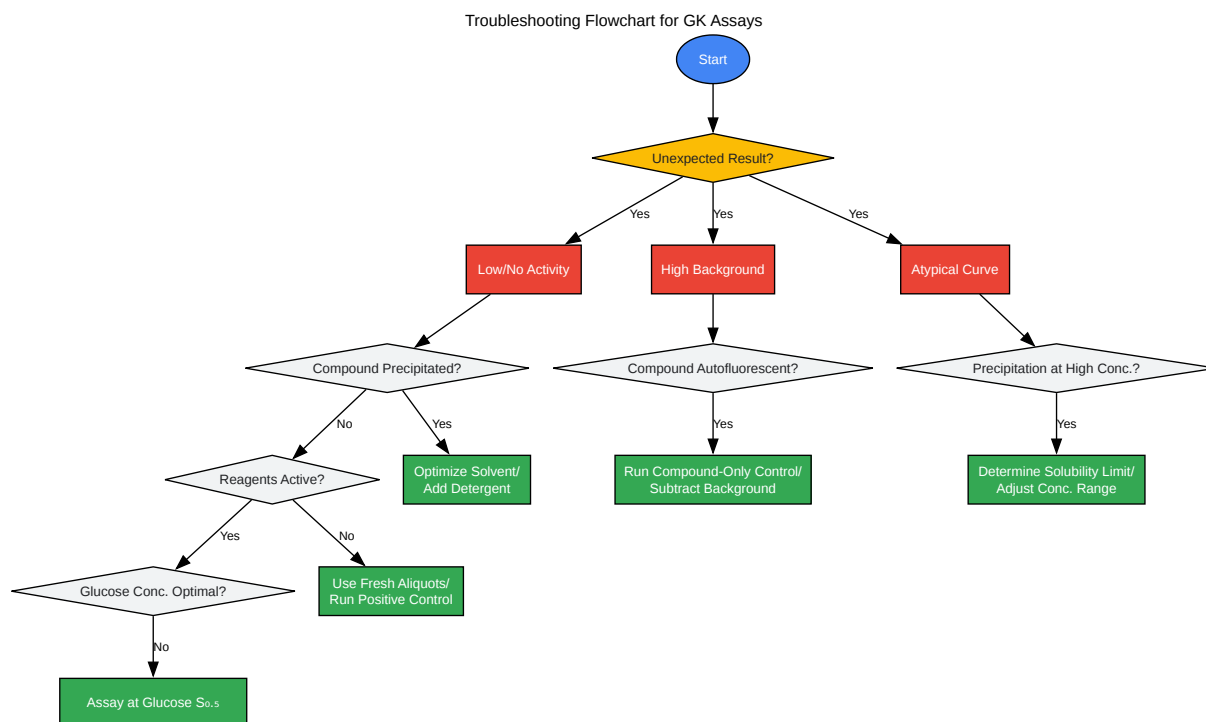 Troubleshooting Flowchart for GK Assays
Start
Unexpected Result?
Yes
Yes
Yes
Low/No Activity
High Background
Atypical Curve
Compound Precipitated?
Compound Autofluorescent?
Precipitation at High Conc.?
No
Yes
Yes
Yes
Reagents Active?
Optimize Solvent/
Add Detergent
Run Compound-Only Control/
Subtract Background
Determine Solubility Limit/
Adjust Conc. Range
Yes
No
Glucose Conc. Optimal?
Use Fresh Aliquots/
Run Positive Control
No
Assay at Glucose S₀.₅